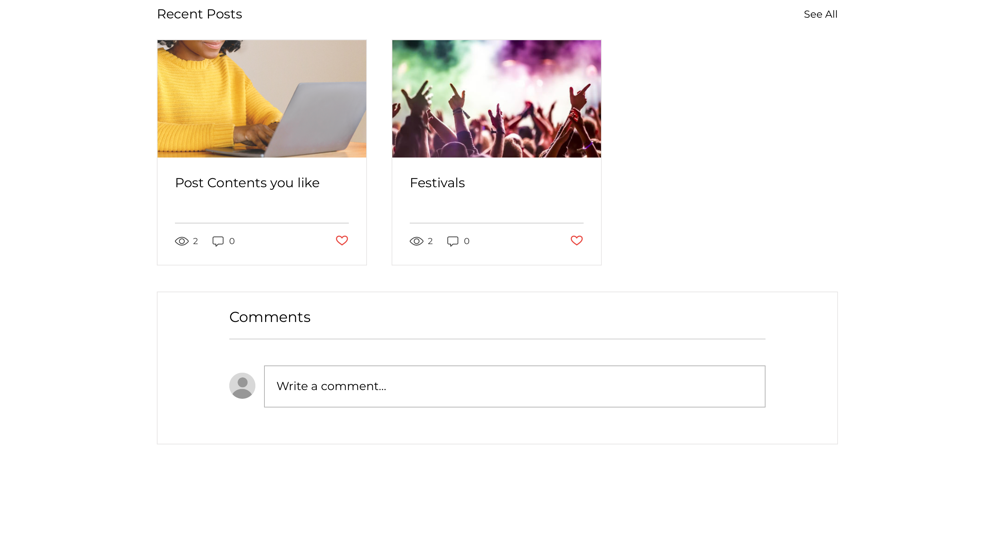 Recent Posts
See All
Post Contents you like
2
0
Festivals
2
0
Comments
Write a comment...